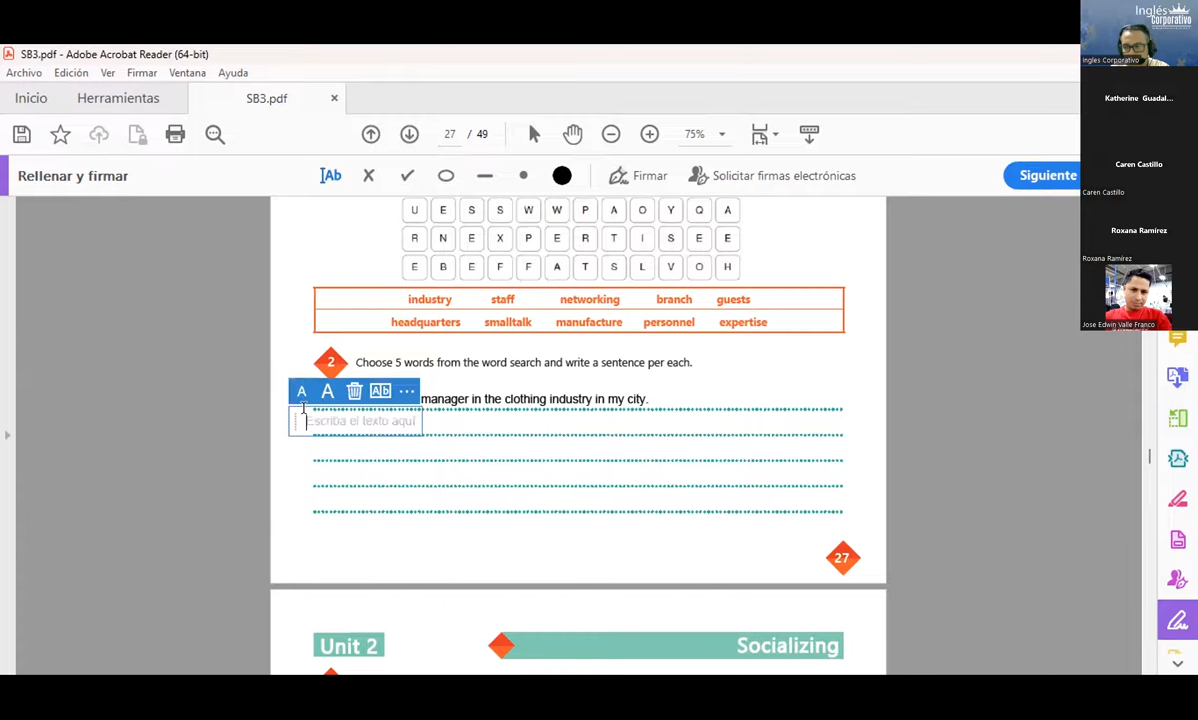 Inglés
Corporativo
SB3.pdf - Adobe Acrobat Reader (64-bit)
Ingles Corporativo
Archivo Edición Ver Firmar Ventana Ayuda
Inicio Herramientas SB3.pdf ×
Katherine Guadal...
27 / 49 75%
Caren Castillo
Caren Castillo
Rellenar y firmar
Ab
Firmar
Solicitar firmas electrónicas
Siguiente
U E S S W W P A O Y Q A
R N E X P E R T I S E E
E B E F F A T S L V O H
Roxana Ramírez
Roxana Ramírez
Jose Edwin Valle Franco
industry staff networking branch guests
headquarters smalltalk manufacture personnel expertise
2 Choose 5 words from the word search and write a sentence per each.
A A Ab ...
manager in the clothing industry in my city.
Escriba el texto aquí
27
Unit 2 Socializing